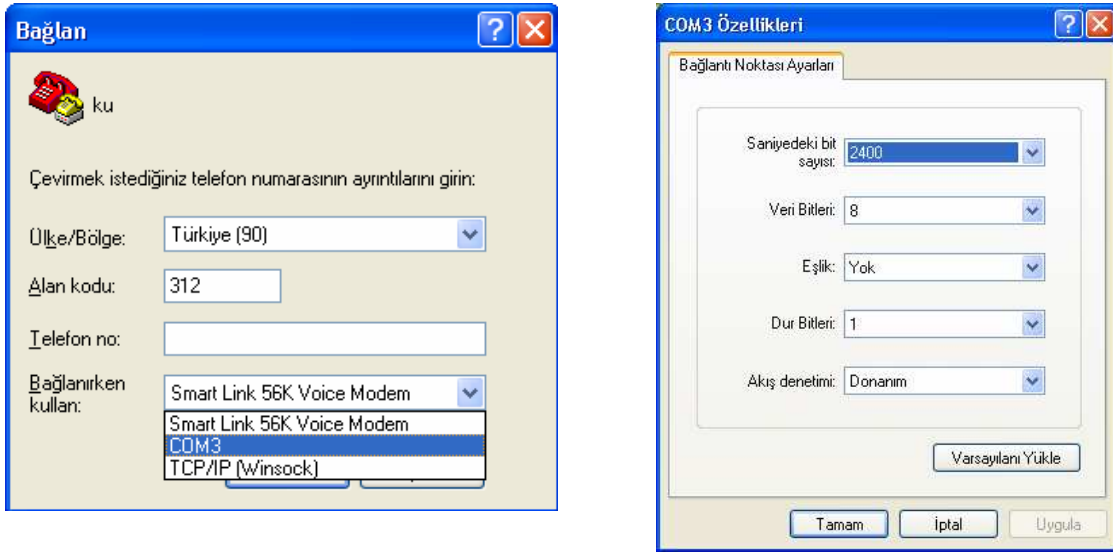 Bağlan
ku
Çevirmek istediğiniz telefon numarasının ayrıntılarını girin:
Ülke/Bölge: Türkiye (90)
Alan kodu: 312
Telefon no:
Bağlanırken
kullan: Smart Link 56K Voice Modem
Smart Link 56K Voice Modem
COM3
TCP/IP (Winsock)
COM3 Özellikleri
Bağlantı Noktası Ayarları
Saniyedeki bit
sayısı: 2400
Veri Bitleri: 8
Eşlik: Yok
Dur Bitleri: 1
Akış denetimi: Donanım
Varsayılanı Yükle
Tamam İptal Uygula